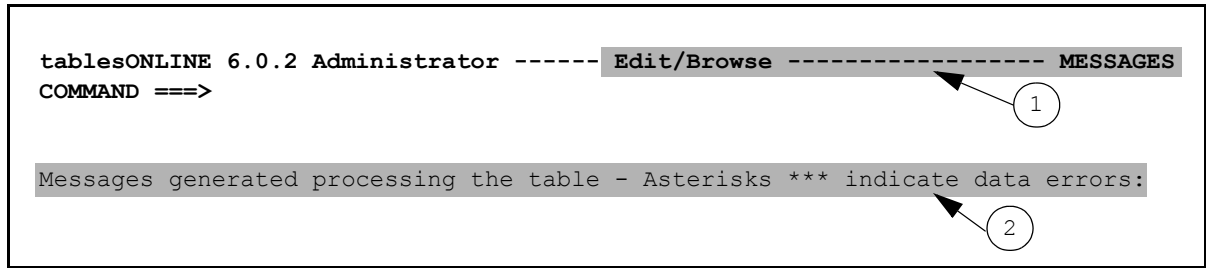 tablesONLINE 6.0.2 Administrator ------ Edit/Browse ------------------ MESSAGES
COMMAND ===>
1
Messages generated processing the table - Asterisks *** indicate data errors:
2